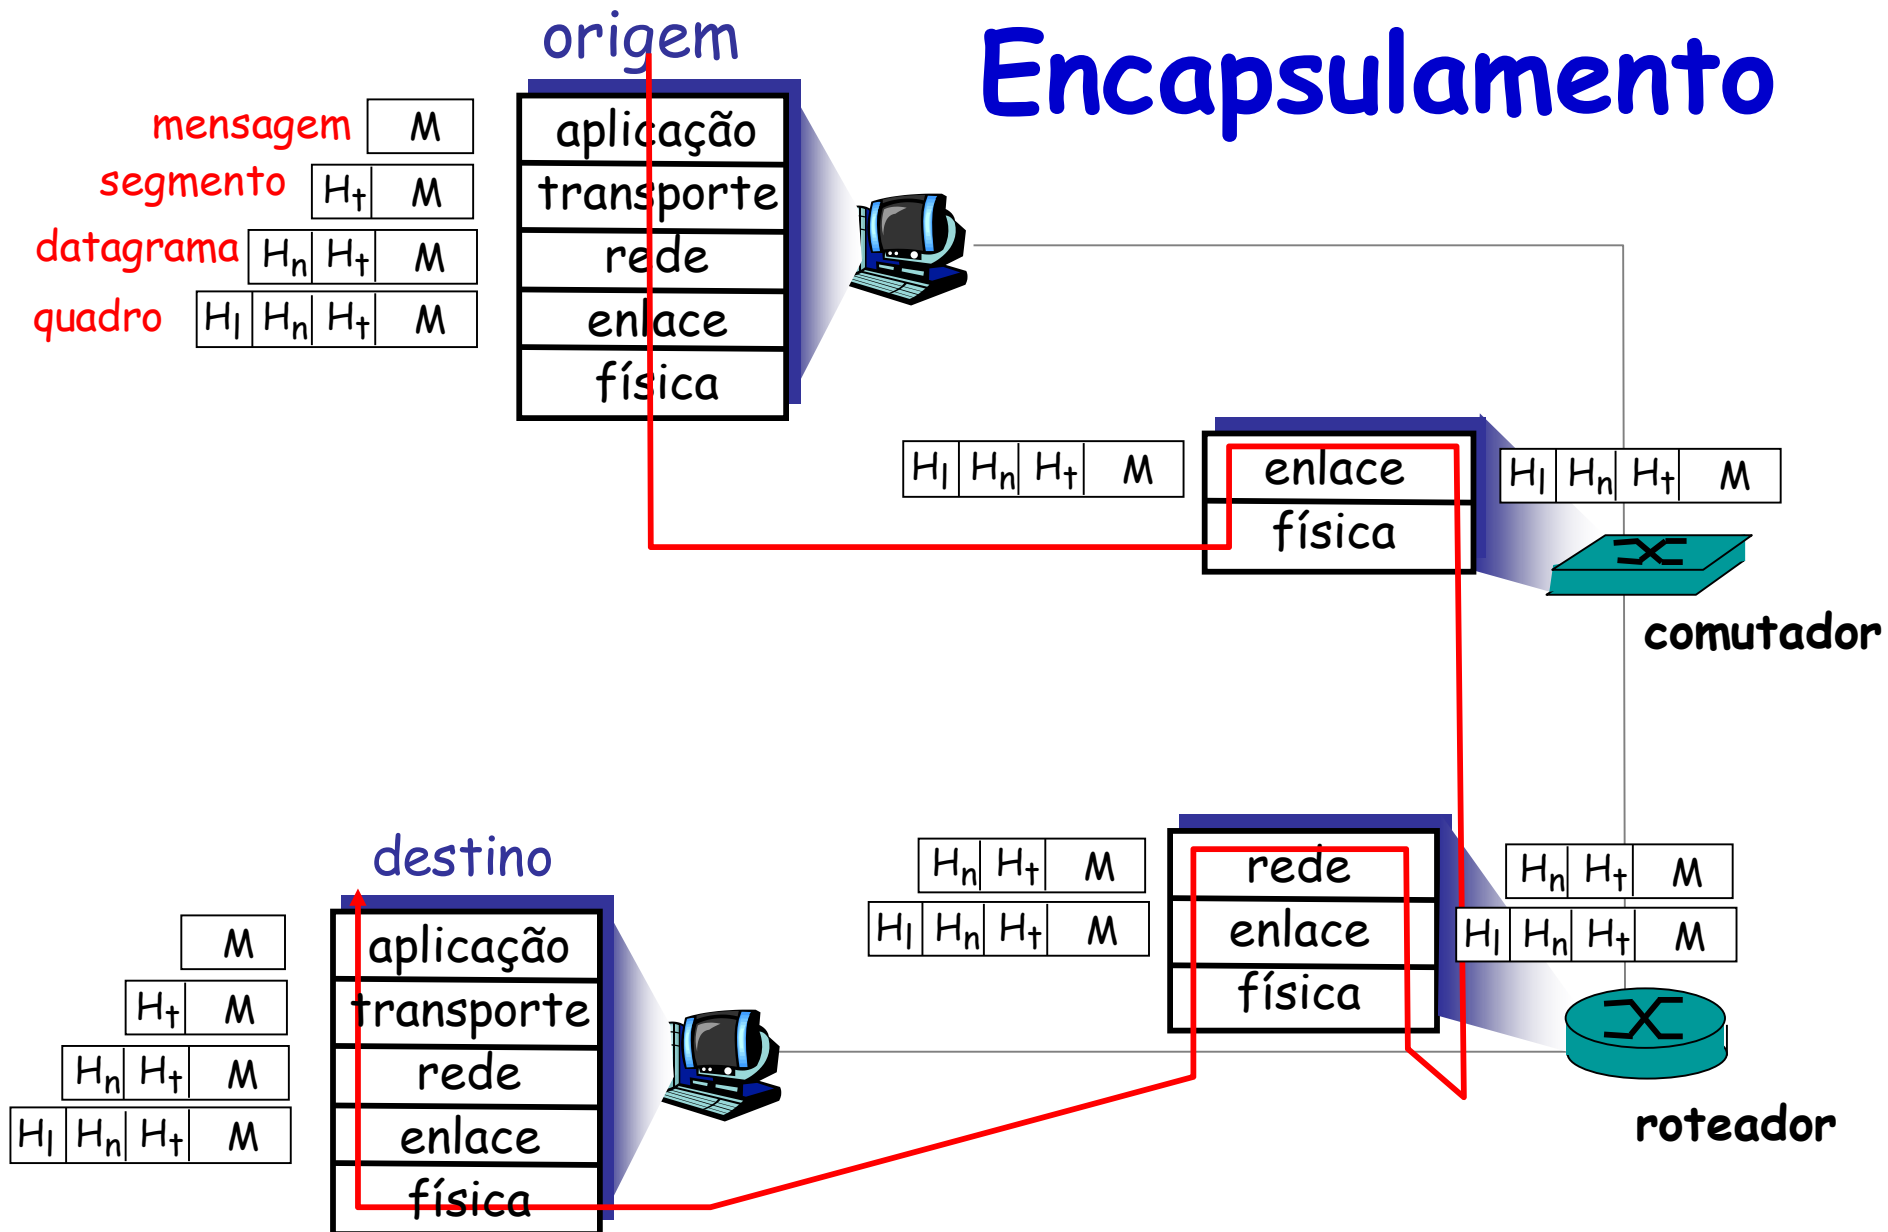 origem
Encapsulamento
mensagem M aplicação
segmento Ht M transporte
datagrama Hn Ht M rede
quadro Hl Hn Ht M enlace
física
Hl Hn Ht M enlace Hl Hn Ht M
física
comutador
destino
Hn Ht M rede Hn Ht M
Hl Hn Ht M enlace Hl Hn Ht M
física
M aplicação
Ht M transporte
Hn Ht M rede
Hl Hn Ht M enlace
física
roteador